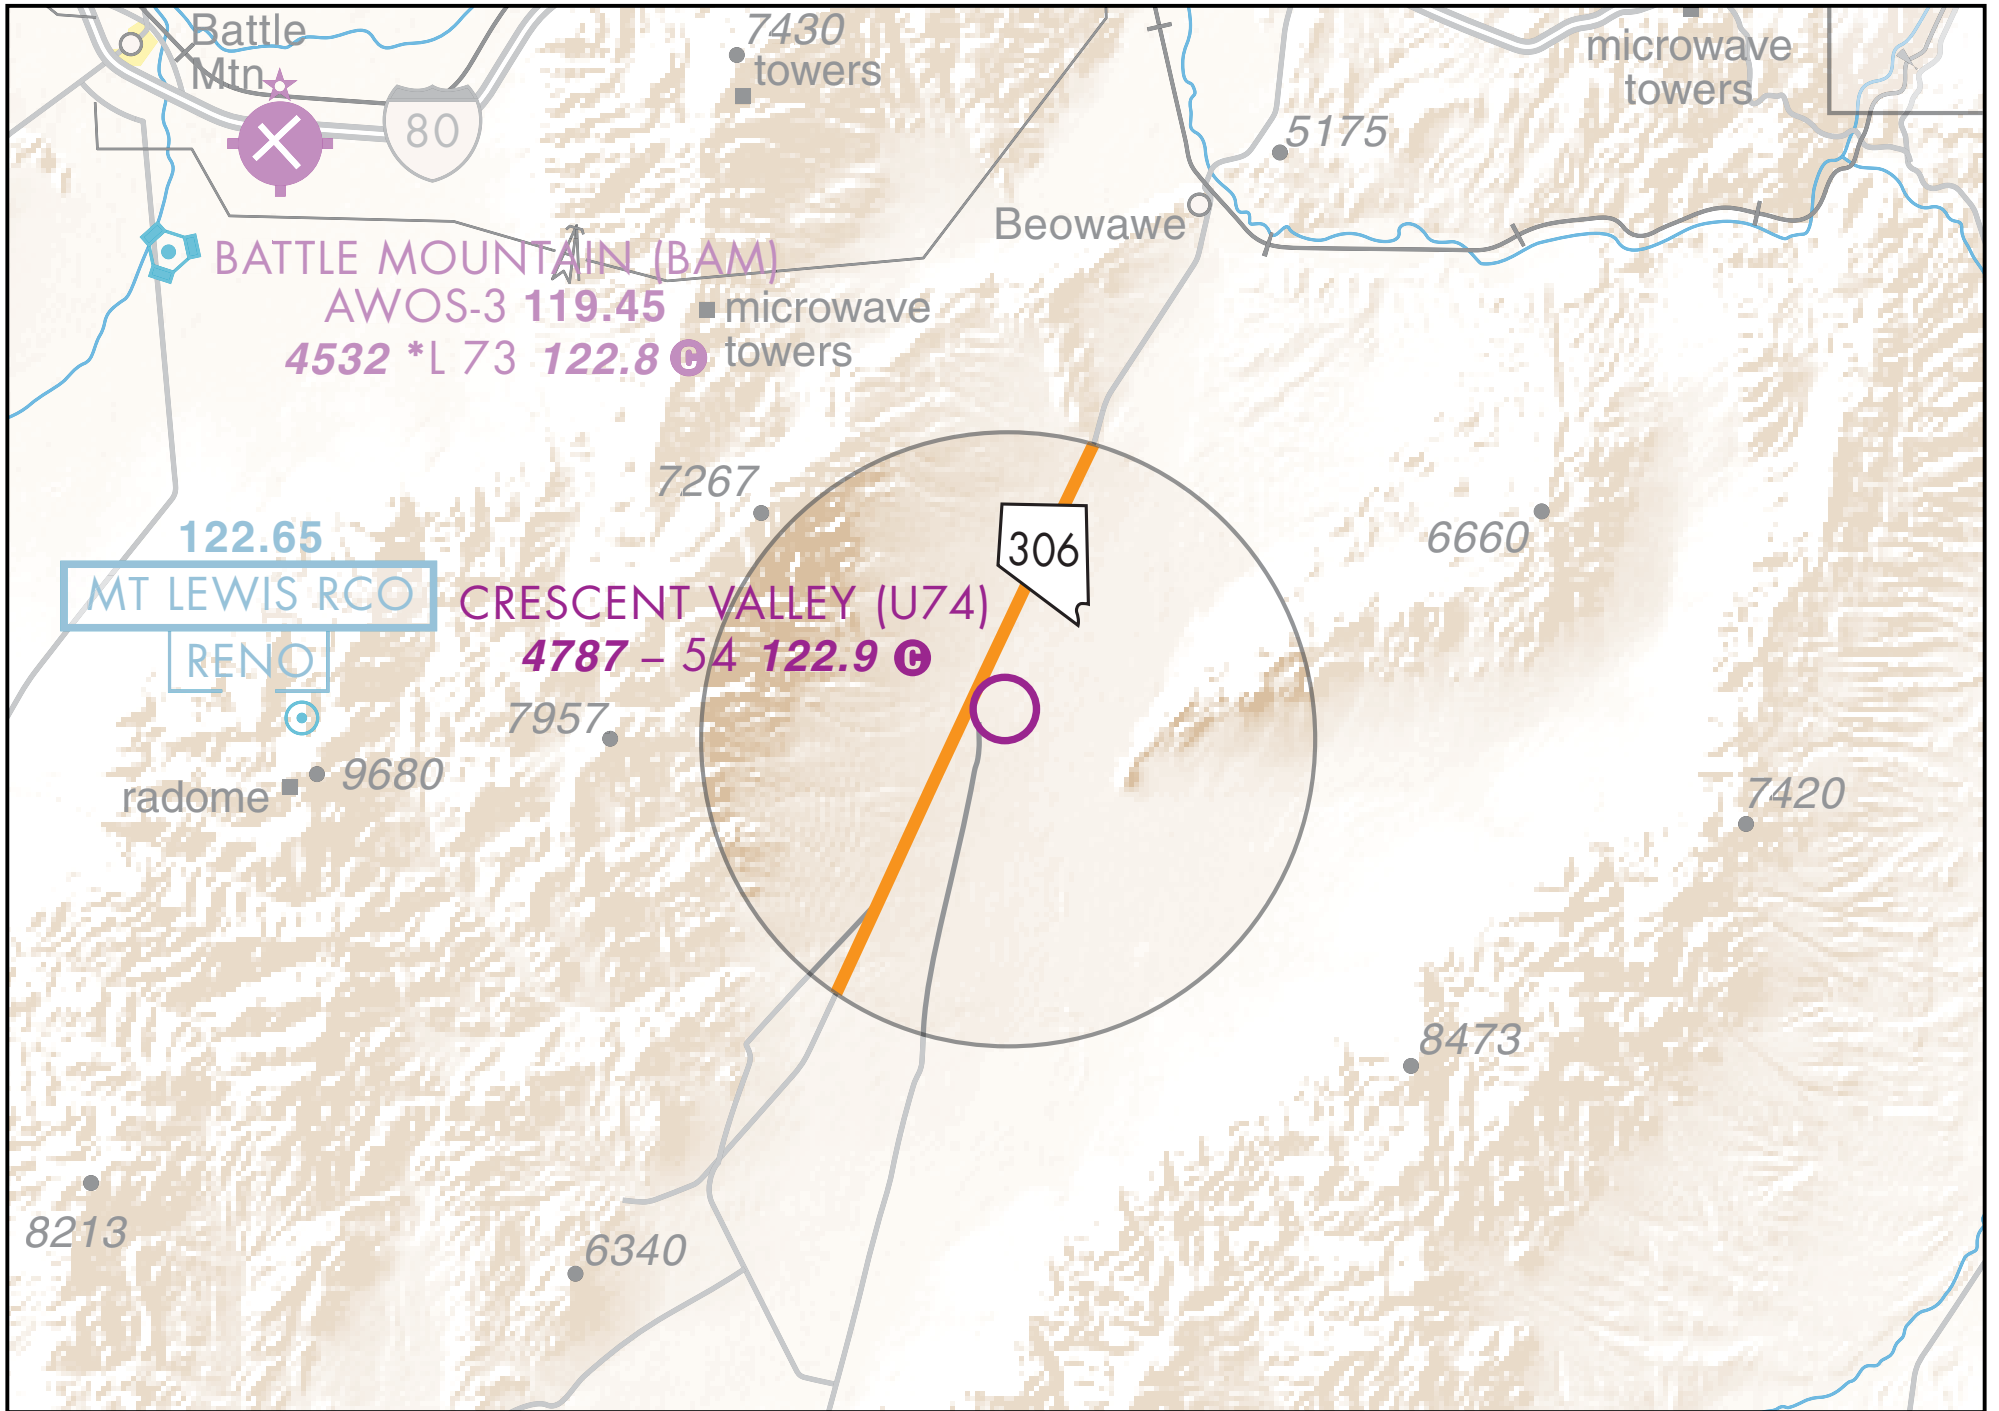 Battle
Mtn
7430
towers
microwave
towers
80
5175
Beowawe
BATTLE MOUNTAIN (BAM)
AWOS-3 119.45
4532 *L 73 122.8 C
microwave
towers
7267
122.65
MT LEWIS RCO
RENO
306
6660
CRESCENT VALLEY (U74)
4787 – 54 122.9 C
7957
9680
radome
7420
8473
8213
6340